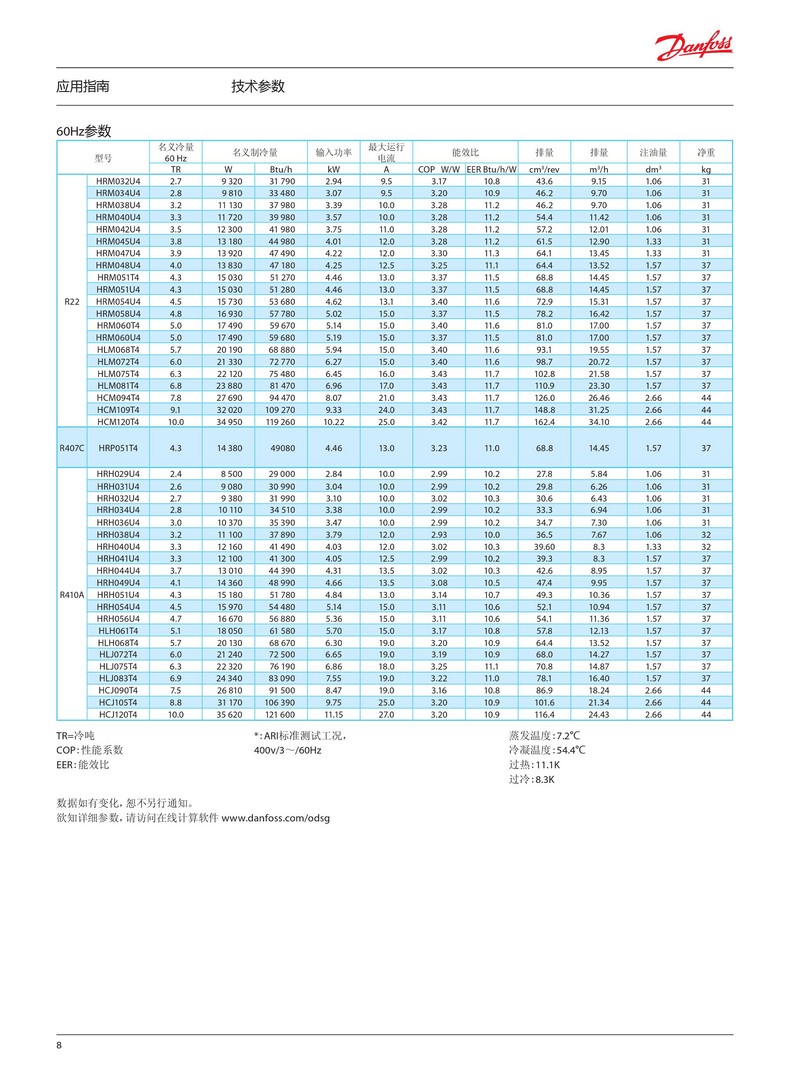 Danfoss
应用指南 技术参数
60Hz参数
型号 名义冷量 60 Hz 名义制冷量 输入功率 最大运行电流 能效比 排量 排量 注油量 净重
TR W Btu/h kW A COP W/W EER Btu/h/W cm³/rev m³/h dm³ kg
HRM032U4 2.7 9 320 31 790 2.94 9.5 3.17 10.8 43.6 9.15 1.06 31
HRM034U4 2.8 9 810 33 480 3.07 9.5 3.20 10.9 46.2 9.70 1.06 31
HRM038U4 3.2 11 130 37 980 3.39 10.0 3.28 11.2 46.2 9.70 1.06 31
HRM040U4 3.3 11 720 39 980 3.57 10.0 3.28 11.2 54.4 11.42 1.06 31
HRM042U4 3.5 12 300 41 980 3.75 11.0 3.28 11.2 57.2 12.01 1.06 31
HRM045U4 3.8 13 180 44 980 4.01 12.0 3.28 11.2 61.5 12.90 1.33 31
HRM047U4 3.9 13 920 47 490 4.22 12.0 3.30 11.3 64.1 13.45 1.33 31
HRM048U4 4.0 13 830 47 180 4.25 12.5 3.25 11.1 64.4 13.52 1.57 37
HRM051T4 4.3 15 030 51 270 4.46 13.0 3.37 11.5 68.8 14.45 1.57 37
HRM051U4 4.3 15 030 51 280 4.46 13.0 3.37 11.5 68.8 14.45 1.57 37
R22 HRM054U4 4.5 15 730 53 680 4.62 13.1 3.40 11.6 72.9 15.31 1.57 37
HRM058U4 4.8 16 930 57 780 5.02 15.0 3.37 11.5 78.2 16.42 1.57 37
HRM060T4 5.0 17 490 59 670 5.14 15.0 3.40 11.6 81.0 17.00 1.57 37
HRM060U4 5.0 17 490 59 680 5.19 15.0 3.37 11.5 81.0 17.00 1.57 37
HLM068T4 5.7 20 190 68 880 5.94 15.0 3.40 11.6 93.1 19.55 1.57 37
HLM072T4 6.0 21 330 72 770 6.27 15.0 3.40 11.6 98.7 20.72 1.57 37
HLM075T4 6.3 22 120 75 480 6.45 16.0 3.43 11.7 102.8 21.58 1.57 37
HLM081T4 6.8 23 880 81 470 6.96 17.0 3.43 11.7 110.9 23.30 1.57 37
HCM094T4 7.8 27 690 94 470 8.07 21.0 3.43 11.7 126.0 26.46 2.66 44
HCM109T4 9.1 32 020 109 270 9.33 24.0 3.43 11.7 148.8 31.25 2.66 44
HCM120T4 10.0 34 950 119 260 10.22 25.0 3.42 11.7 162.4 34.10 2.66 44
R407C HRP051T4 4.3 14 380 49080 4.46 13.0 3.23 11.0 68.8 14.45 1.57 37
HRH029U4 2.4 8 500 29 000 2.84 10.0 2.99 10.2 27.8 5.84 1.06 31
HRH031U4 2.6 9 080 30 990 3.04 10.0 2.99 10.2 29.8 6.26 1.06 31
HRH032U4 2.7 9 380 31 990 3.10 10.0 3.02 10.3 30.6 6.43 1.06 31
HRH034U4 2.8 10 110 34 510 3.38 10.0 2.99 10.2 33.3 6.94 1.06 31
HRH036U4 3.0 10 370 35 390 3.47 10.0 2.99 10.2 34.7 7.30 1.06 31
HRH038U4 3.2 11 100 37 890 3.79 12.0 2.93 10.0 36.5 7.67 1.06 32
HRH040U4 3.3 12 160 41 490 4.03 12.0 3.02 10.3 39.60 8.3 1.33 32
HRH041U4 3.3 12 100 41 300 4.05 12.5 2.99 10.2 39.3 8.3 1.57 37
HRH044U4 3.7 13 010 44 390 4.31 13.5 3.02 10.3 42.6 8.95 1.57 37
HRH049U4 4.1 14 360 48 990 4.66 13.5 3.08 10.5 47.4 9.95 1.57 37
R410A HRH051U4 4.3 15 180 51 780 4.84 13.0 3.14 10.7 49.3 10.36 1.57 37
HRH054U4 4.5 15 970 54 480 5.14 15.0 3.11 10.6 52.1 10.94 1.57 37
HRH056U4 4.7 16 670 56 880 5.36 15.0 3.11 10.6 54.1 11.36 1.57 37
HLH061T4 5.1 18 050 61 580 5.70 15.0 3.17 10.8 57.8 12.13 1.57 37
HLH068T4 5.7 20 130 68 670 6.30 19.0 3.20 10.9 64.4 13.52 1.57 37
HLJ072T4 6.0 21 240 72 500 6.65 19.0 3.19 10.9 68.0 14.27 1.57 37
HLJ075T4 6.3 22 320 76 190 6.86 18.0 3.25 11.1 70.8 14.87 1.57 37
HLJ083T4 6.9 24 340 83 090 7.55 19.0 3.22 11.0 78.1 16.40 1.57 37
HCJ090T4 7.5 26 810 91 500 8.47 19.0 3.16 10.8 86.9 18.24 2.66 44
HCJ105T4 8.8 31 170 106 390 9.75 25.0 3.20 10.9 101.6 21.34 2.66 44
HCJ120T4 10.0 35 620 121 600 11.15 27.0 3.20 10.9 116.4 24.43 2.66 44
TR=冷吨 *: ARI标准测试工况, 蒸发温度:7.2℃
COP:性能系数 400v/3～/60Hz 冷凝温度:54.4℃
EER:能效比 过热:11.1K
过冷:8.3K
数据如有变化,恕不另行通知。
欲知详细参数,请访问在线计算软件 www.danfoss.com/odsg
8